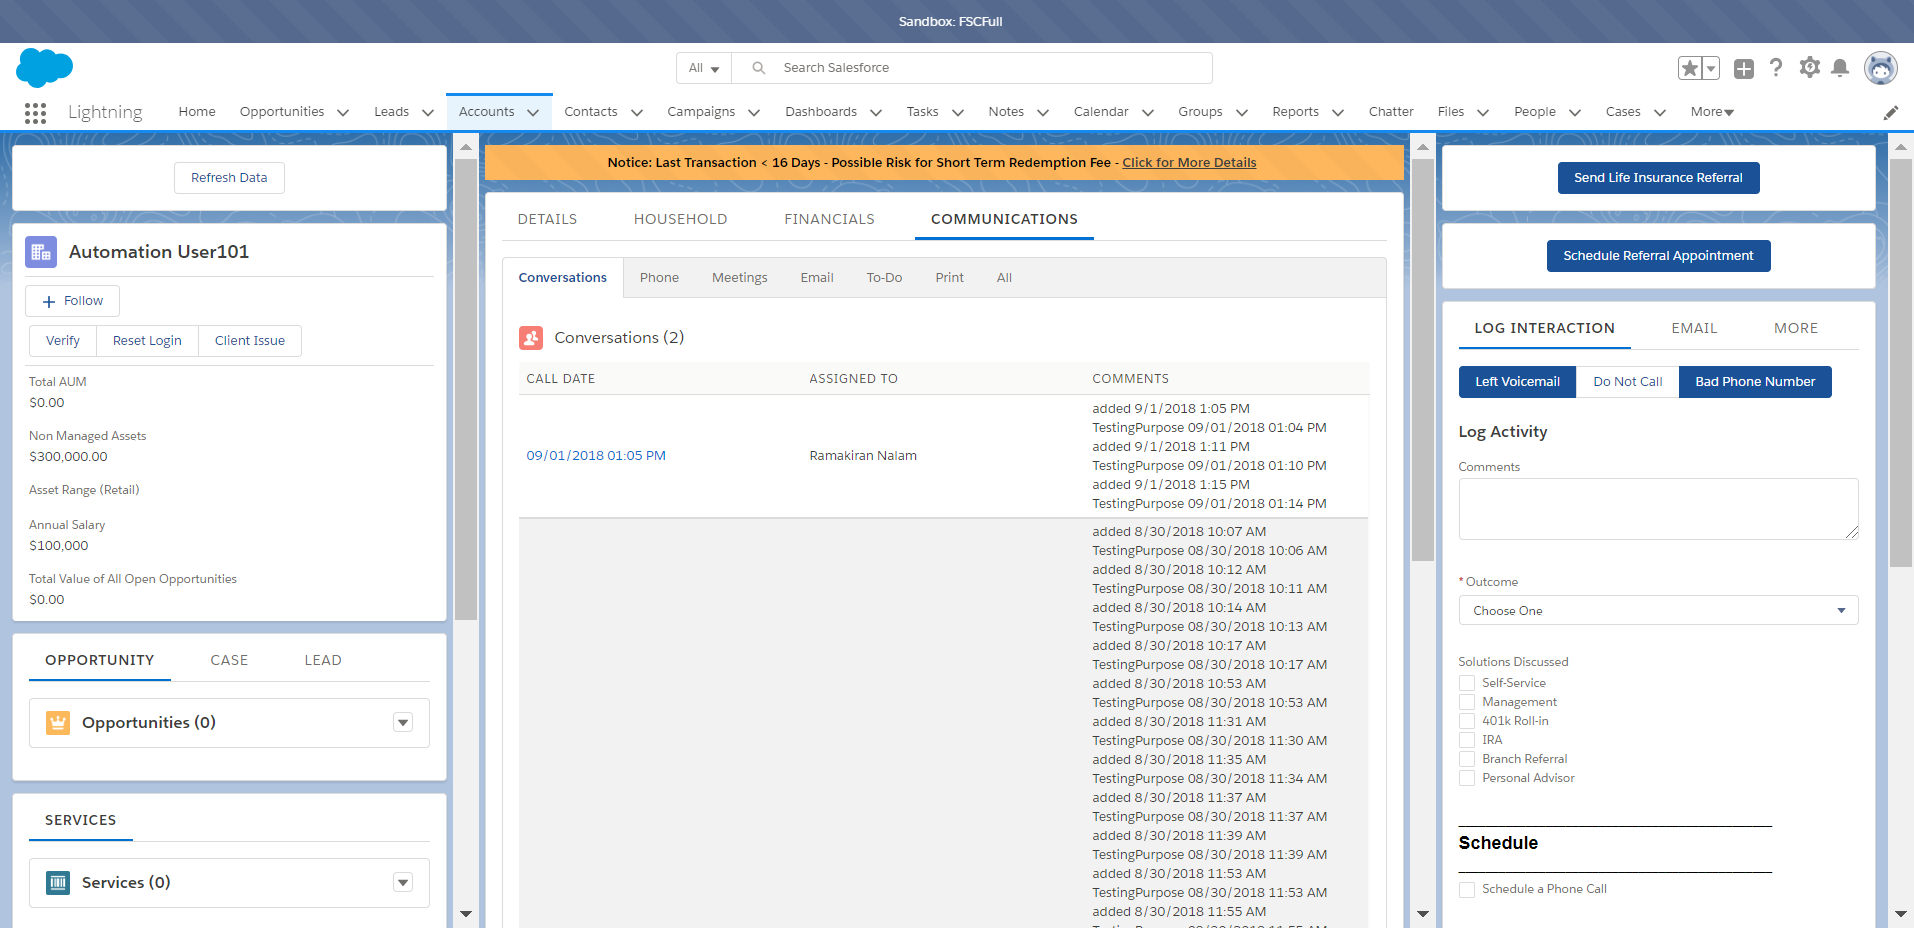 Sandbox: FSCFull
All
Search Salesforce
Lightning Home Opportunities Leads Accounts Contacts Campaigns Dashboards Tasks Notes Calendar Groups Reports Chatter Files People Cases More
Refresh Data
Automation User101
Follow
Verify Reset Login Client Issue
Total AUM
$0.00
Non Managed Assets
$300,000.00
Asset Range (Retail)
Annual Salary
$100,000
Total Value of All Open Opportunities
$0.00
OPPORTUNITY CASE LEAD
Opportunities (0)
SERVICES
Services (0)
Notice: Last Transaction < 16 Days - Possible Risk for Short Term Redemption Fee - Click for More Details
DETAILS HOUSEHOLD FINANCIALS COMMUNICATIONS
Conversations Phone Meetings Email To-Do Print All
Conversations (2)
CALL DATE ASSIGNED TO COMMENTS
09/01/2018 01:05 PM Ramakiran Nalam
added 9/1/2018 1:05 PM
TestingPurpose 09/01/2018 01:04 PM
added 9/1/2018 1:11 PM
TestingPurpose 09/01/2018 01:10 PM
added 9/1/2018 1:15 PM
TestingPurpose 09/01/2018 01:14 PM
added 8/30/2018 10:07 AM
TestingPurpose 08/30/2018 10:06 AM
added 8/30/2018 10:12 AM
TestingPurpose 08/30/2018 10:11 AM
added 8/30/2018 10:14 AM
TestingPurpose 08/30/2018 10:13 AM
added 8/30/2018 10:17 AM
TestingPurpose 08/30/2018 10:17 AM
added 8/30/2018 10:53 AM
TestingPurpose 08/30/2018 10:53 AM
added 8/30/2018 11:31 AM
TestingPurpose 08/30/2018 11:30 AM
added 8/30/2018 11:35 AM
TestingPurpose 08/30/2018 11:34 AM
added 8/30/2018 11:37 AM
TestingPurpose 08/30/2018 11:37 AM
added 8/30/2018 11:39 AM
TestingPurpose 08/30/2018 11:39 AM
added 8/30/2018 11:53 AM
TestingPurpose 08/30/2018 11:53 AM
added 8/30/2018 11:55 AM
Send Life Insurance Referral
Schedule Referral Appointment
LOG INTERACTION EMAIL MORE
Left Voicemail Do Not Call Bad Phone Number
Log Activity
Comments
* Outcome
Choose One
Solutions Discussed
Self-Service
Management
401k Roll-in
IRA
Branch Referral
Personal Advisor
Schedule
Schedule a Phone Call